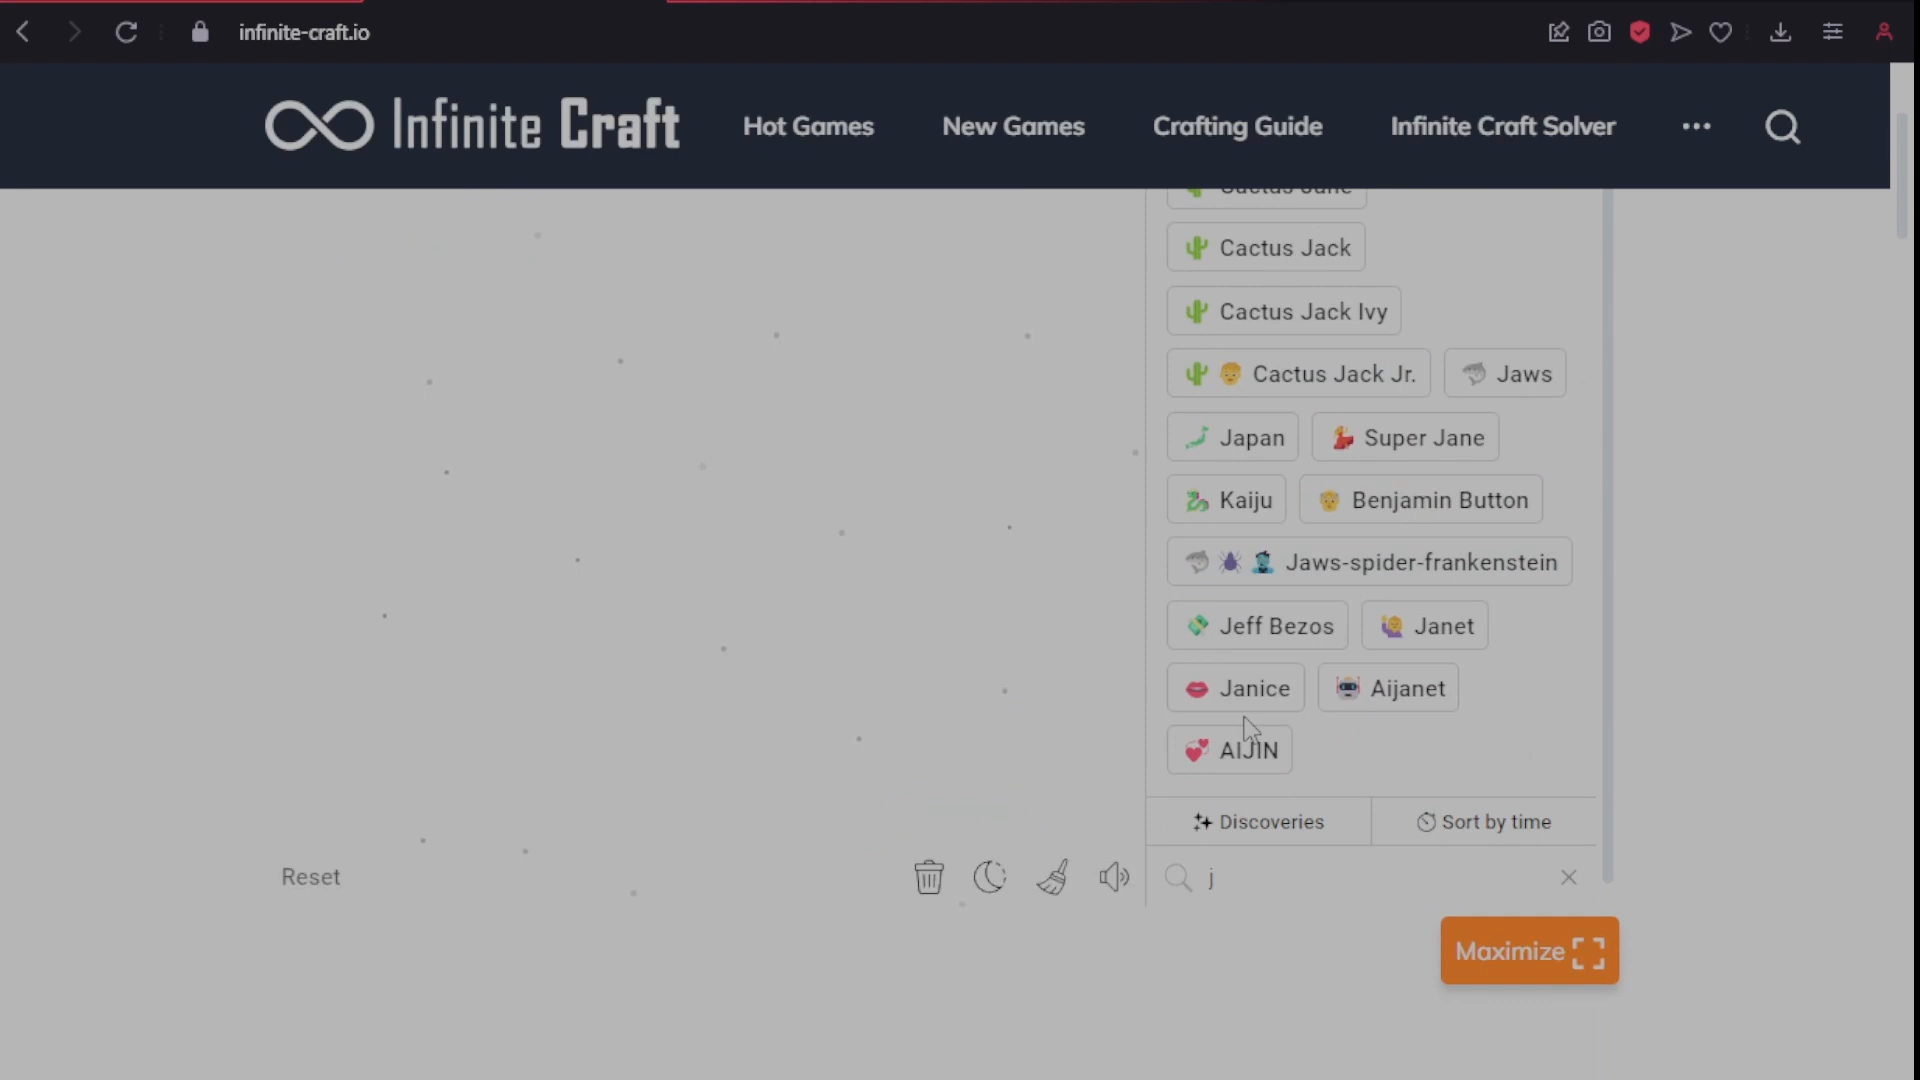 infinite-craft.io
Infinite Craft
Hot Games
New Games
Crafting Guide
Infinite Craft Solver
Cactus Jane
Cactus Jack
Cactus Jack Ivy
Cactus Jack Jr. Jaws
Japan Super Jane
Kaiju Benjamin Button
Jaws-spider-frankenstein
Jeff Bezos Janet
Janice Aijanet
AIJIN
Discoveries Sort by time
Reset
j
Maximize